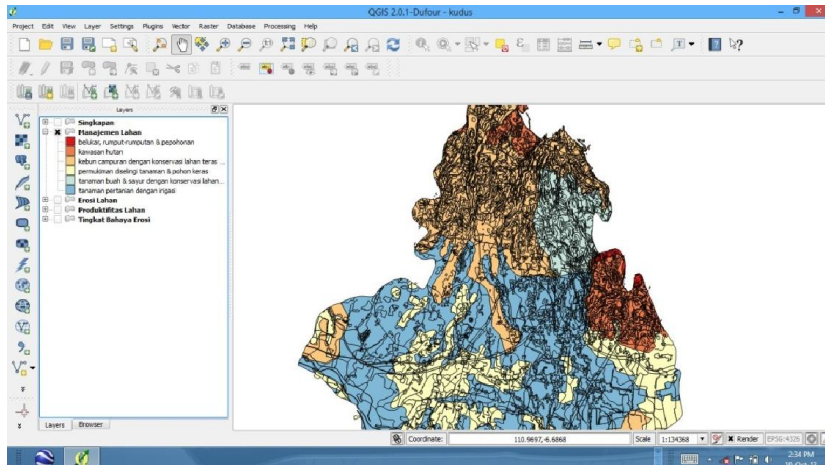 QGIS 2.0.1-Dufour - kudus
Project Edit View Layer Settings Plugins Vector Raster Database Processing Help
Layers
Singkapan
Manajemen Lahan
belukar, rumput-rumputan & pepohonan
kawasan hutan
kebun campuran dengan konservasi lahan teras ...
permukiman diselingi tanaman & pohon keras
tanaman buah & sayur dengan konservasi lahan...
tanaman pertanian dengan irigasi
Erosi Lahan
Produktifitas Lahan
Tingkat Bahaya Erosi
Layers Browser
Coordinate: 110.9697,-6.6868 Scale 1:134368 Render EPSG:4326
2:34 PM